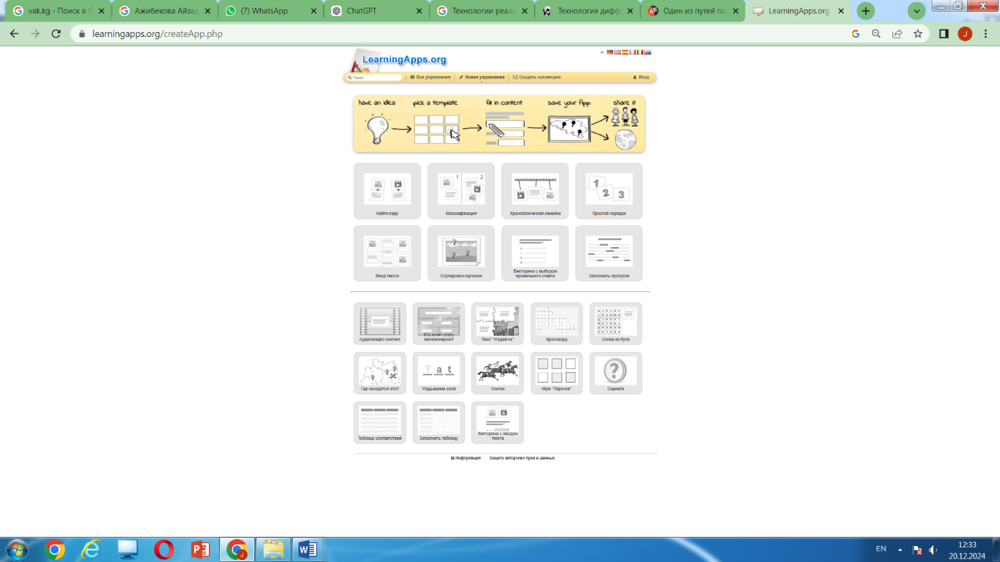 vak.kg - Поиск в G
Ажибекова Айзад
(7) WhatsApp
ChatGPT
Технологии реали
Технология дифф
Один из путей по
LearningApps.org
learningapps.org/createApp.php
J
LearningApps.org
Поиск
Все упражнения
Новое упражнение
Создать коллекцию
Вход
have an idea
pick a template
fill in content
save your App
share it
1
2
1
2
3
Найти пару
Классификация
Хронологическая линейка
Простой порядок
Ввод текста
Сортировка картинок
Викторина с выбором
правильного ответа
Заполнить пропуски
Аудио/видео контент
Кто хочет стать
миллионером?
Пазл "Угадай-ка"
Кроссворд
Слова из букв
? a t
Где находится это?
Угадывание слов
Скачки
Игра "Парочки"
Оцените
Таблица соответствий
Заполнить таблицу
Викторина с вводом
текста
Информация
Защита авторских прав и данных
EN
12:33
20.12.2024